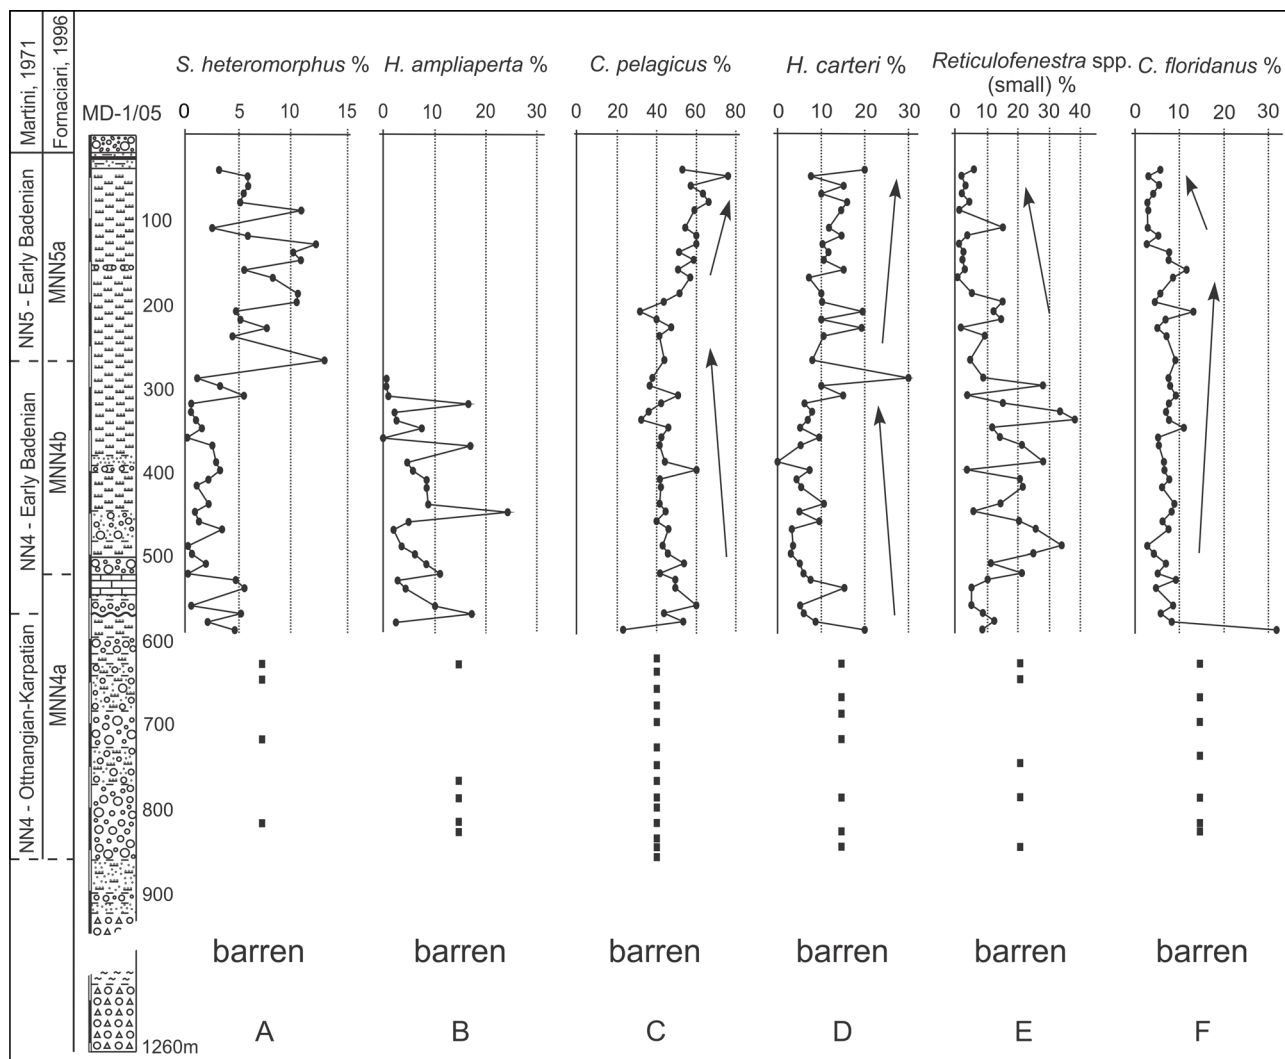 Martini, 1971
Fornaciari, 1996
MD-1/05
S. heteromorphus %
H. ampliaperta %
C. pelagicus %
H. carteri %
Reticulofenestra spp.
(small) %
C. floridanus %
0 5 10 15
0 10 20 30
20 40 60 80
0 10 20 30
0 10 20 30 40
0 10 20 30
NN5 - Early Badenian
MNN5a
NN4 - Early Badenian
MNN4b
NN4 - Ottnangian-Karpatian
MNN4a
100
200
300
400
500
600
700
800
900
1260m
barren barren barren barren barren barren
A B C D E F